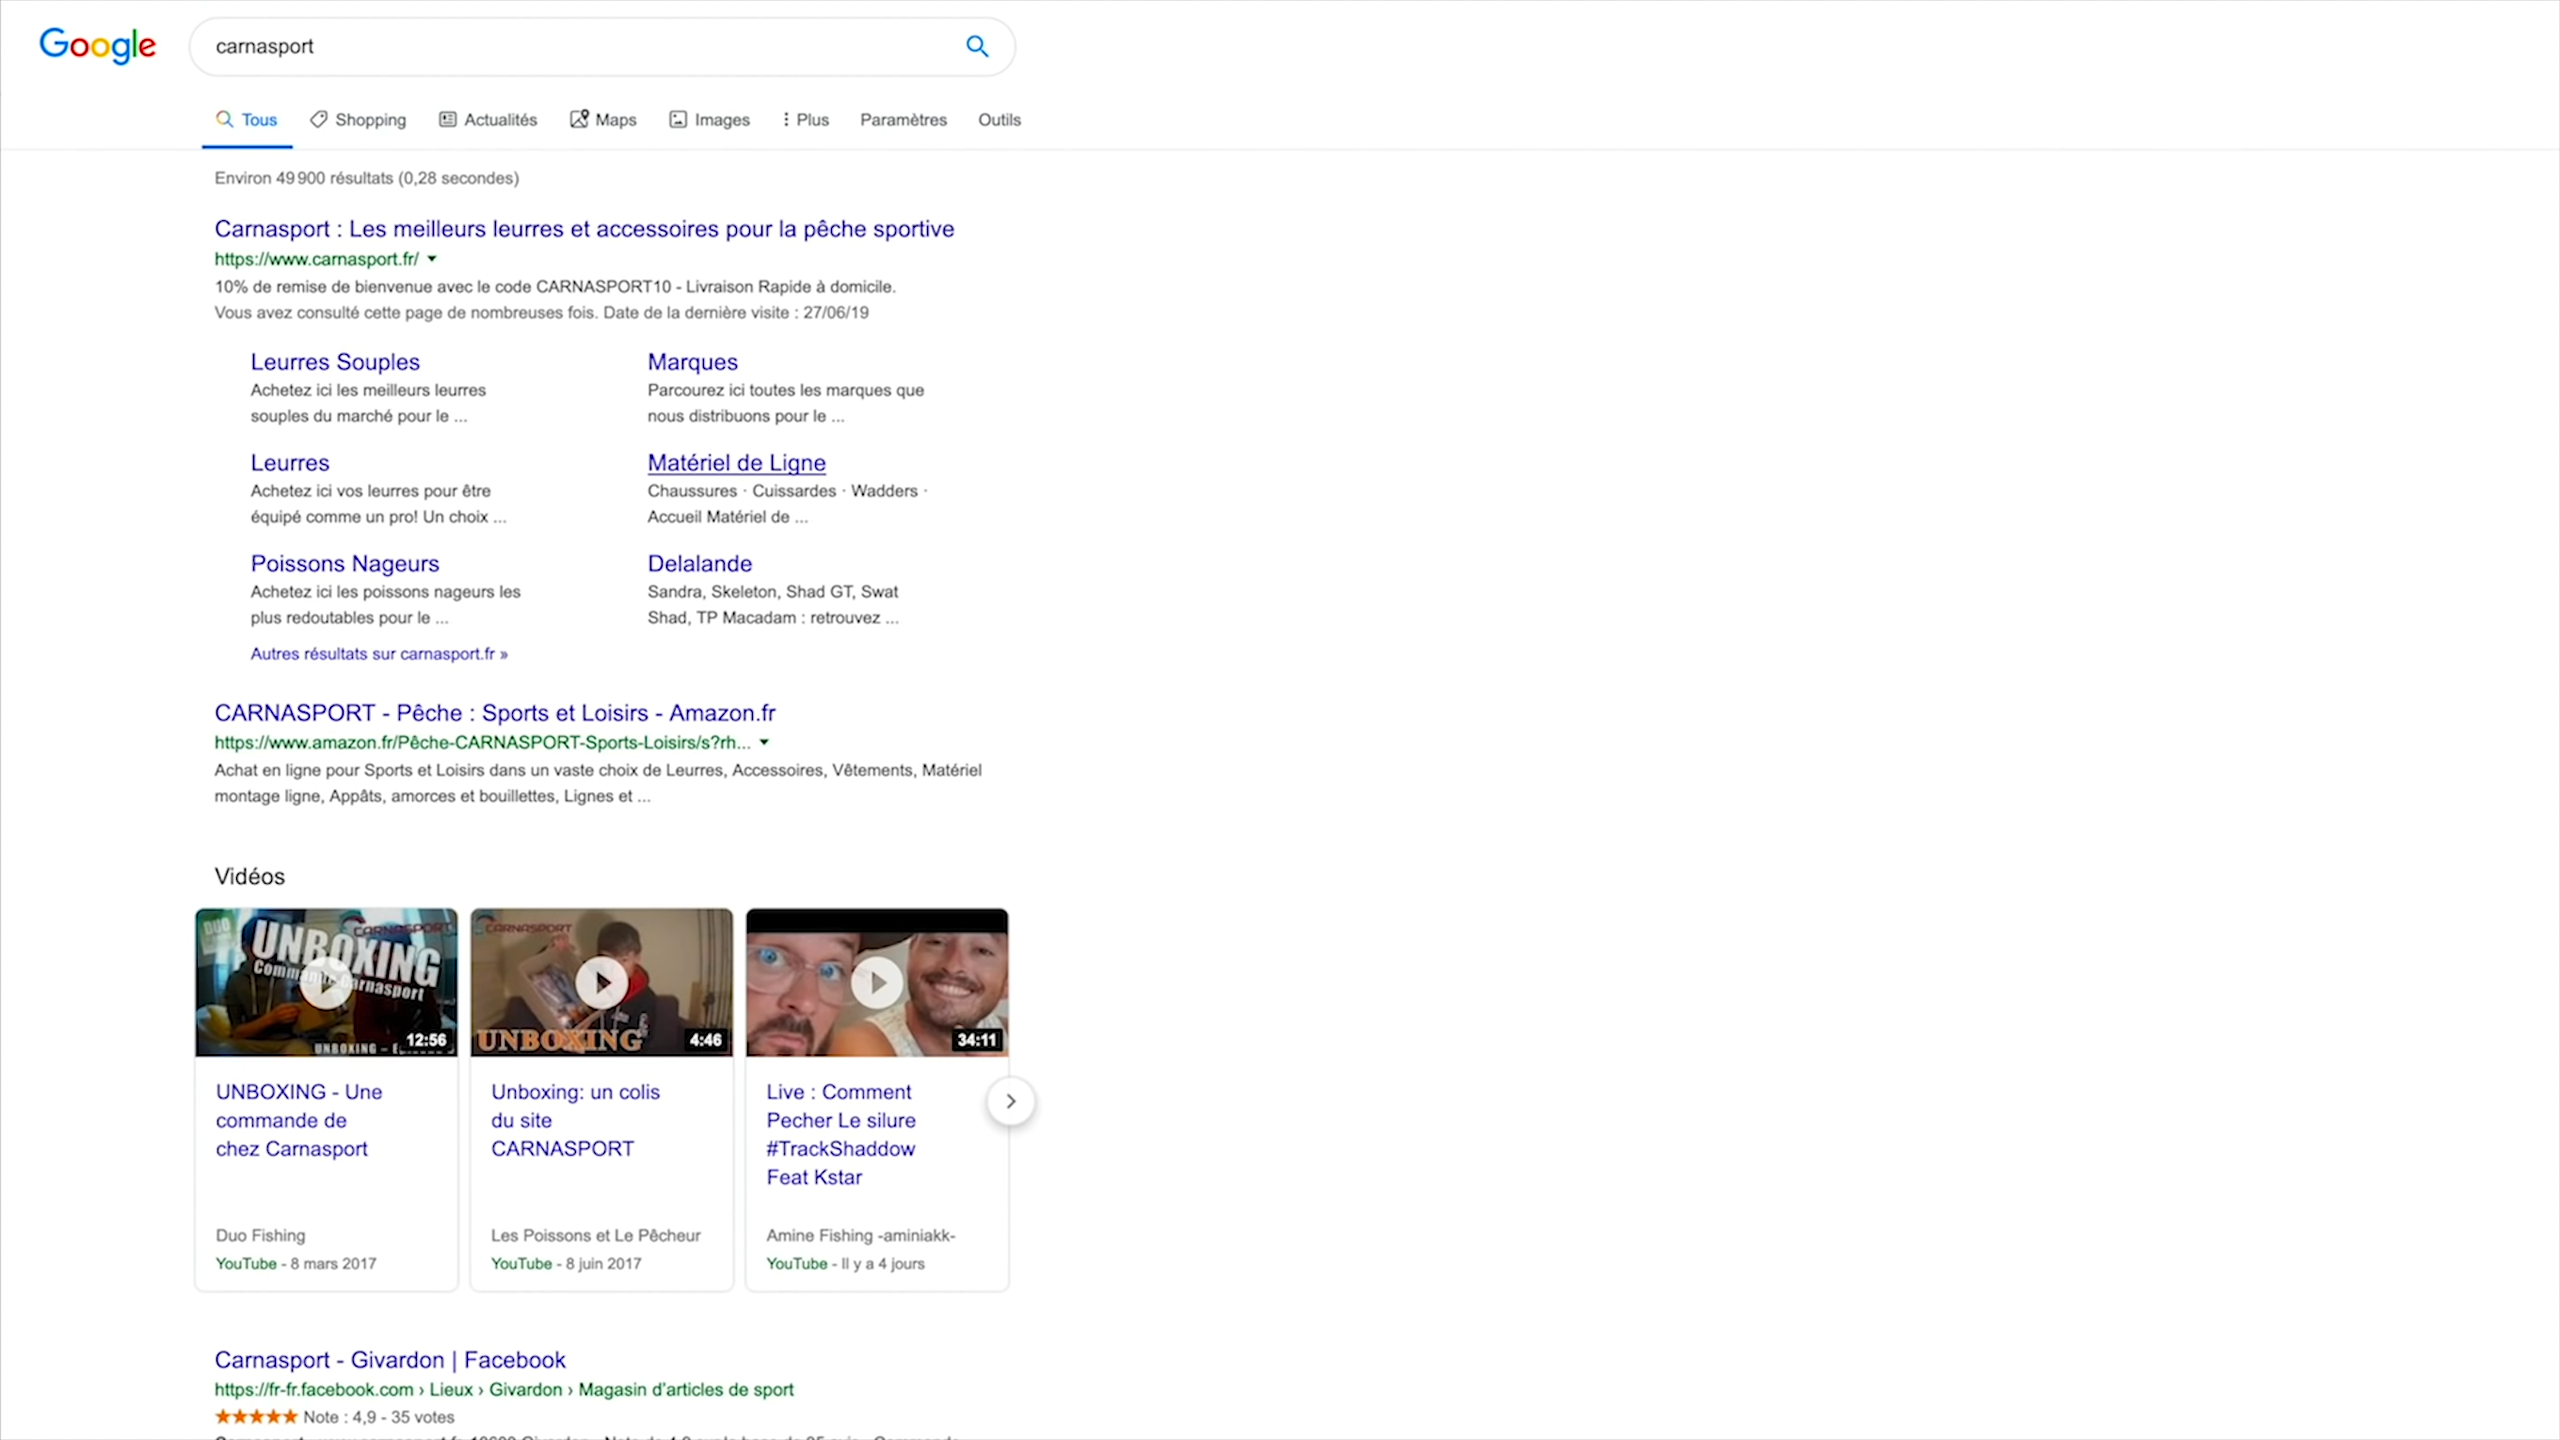 Google
carnasport
Tous
Shopping
Actualités
Maps
Images
Plus
Paramètres
Outils
Environ 49 900 résultats (0,28 secondes)
Carnasport : Les meilleurs leurres et accessoires pour la pêche sportive
https://www.carnasport.fr/
10% de remise de bienvenue avec le code CARNASPORT10 - Livraison Rapide à domicile.
Vous avez consulté cette page de nombreuses fois. Date de la dernière visite : 27/06/19
Leurres Souples
Achetez ici les meilleurs leurres
souples du marché pour le ...
Marques
Parcourez ici toutes les marques que
nous distribuons pour le ...
Leurres
Achetez ici vos leurres pour être
équipé comme un pro! Un choix ...
Matériel de Ligne
Chaussures · Cuissardes · Wadders ·
Accueil Matériel de ...
Poissons Nageurs
Achetez ici les poissons nageurs les
plus redoutables pour le ...
Delalande
Sandra, Skeleton, Shad GT, Swat
Shad, TP Macadam : retrouvez ...
Autres résultats sur carnasport.fr »
CARNASPORT - Pêche : Sports et Loisirs - Amazon.fr
https://www.amazon.fr/Pêche-CARNASPORT-Sports-Loisirs/s?rh...
Achat en ligne pour Sports et Loisirs dans un vaste choix de Leurres, Accessoires, Vêtements, Matériel
montage ligne, Appâts, amorces et bouillettes, Lignes et ...
Vidéos
DUO
CARNASPORT
UNBOXING
12:56
UNBOXING - Une
commande de
chez Carnasport
Duo Fishing
YouTube - 8 mars 2017
CARNASPORT
UNBOXING
4:46
Unboxing: un colis
du site
CARNASPORT
Les Poissons et Le Pêcheur
YouTube - 8 juin 2017
34:11
Live : Comment
Pecher Le silure
#TrackShaddow
Feat Kstar
Amine Fishing -aminiakk-
YouTube - Il y a 4 jours
Carnasport - Givardon | Facebook
https://fr-fr.facebook.com › Lieux › Givardon › Magasin d'articles de sport
★★★★★ Note : 4,9 - 35 votes